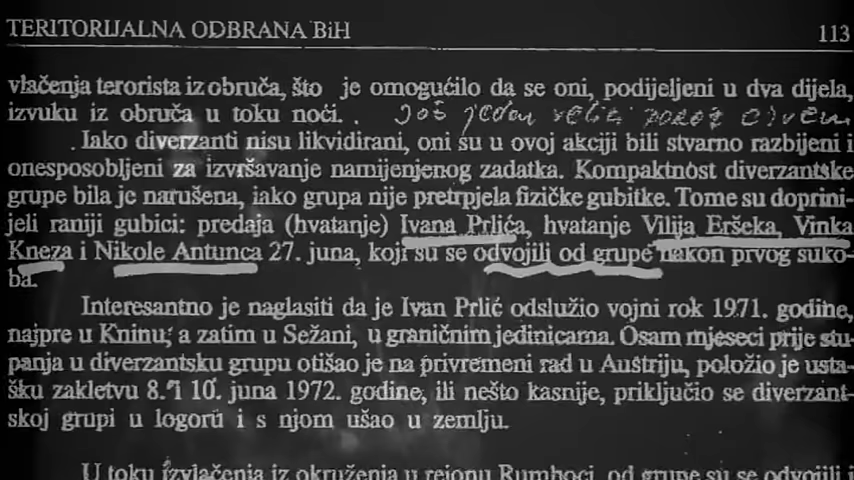 TERITORIJALNA ODBRANA BiH 113
vlačenja terorista iz obruča, što je omogućilo da se oni, podijeljeni u dva dijela,
izvuku iz obruča u toku noći. . Još jedan
. Iako diverzanti nisu likvidirani, oni su u ovoj akciji bili stvarno razbijeni i
onesposobljeni za izvršavanje namijenjenog zadatka. Kompaktnost diverzantske
grupe bila je narušena, iako grupa nije pretrpjela fizičke gubitke. Tome su doprini-
jeli raniji gubici: predaja (hvatanje) Ivana Prlića, hvatanje Vilija Eršeka, Vinka
Kneza i Nikole Antunca 27. juna, koji su se odvojili od grupe nakon prvog suko-
ba.
Interesantno je naglasiti da je Ivan Prlić odslužio vojni rok 1971. godine,
najpre u Kninu, a zatim u Sežani, u graničnim jedinicama. Osam mjeseci prije stu-
panja u diverzantsku grupu otišao je na privremeni rad u Austriju, položio je usta-
šku zakletvu 8. i 10. juna 1972. godine, ili nešto kasnije, priključio se diverzant-
skoj grupi u logoru i s njom ušao u zemlju.
U toku izvlačenja iz okruženja u rejonu Rumboci, od grupe su se odvojili i